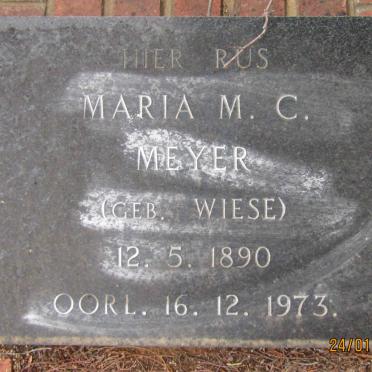 HIER RUS
MARIA M. C.
MEYER
(GEB. WIESE)
12. 5. 1890
OORL. 16. 12. 1973.
24/01